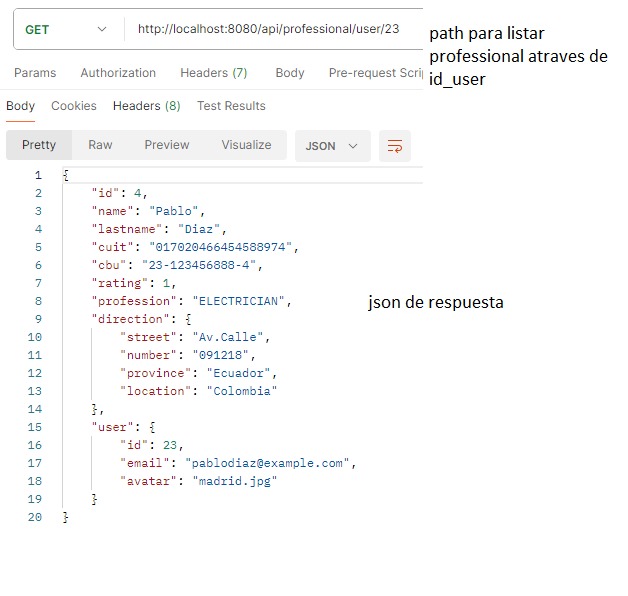 GET http://localhost:8080/api/professional/user/23
path para listar
professional atraves de
id_user
Params Authorization Headers (7) Body Pre-request Scri
Body Cookies Headers (8) Test Results
Pretty Raw Preview Visualize JSON
1 {
2 "id": 4,
3 "name": "Pablo",
4 "lastname": "Diaz",
5 "cuit": "017020466454588974",
6 "cbu": "23-123456888-4",
7 "rating": 1,
8 "profession": "ELECTRICIAN",
json de respuesta
9 "direction": {
10 "street": "Av.Calle",
11 "number": "091218",
12 "province": "Ecuador",
13 "location": "Colombia"
14 },
15 "user": {
16 "id": 23,
17 "email": "pablodiaz@example.com",
18 "avatar": "madrid.jpg"
19 }
20 }